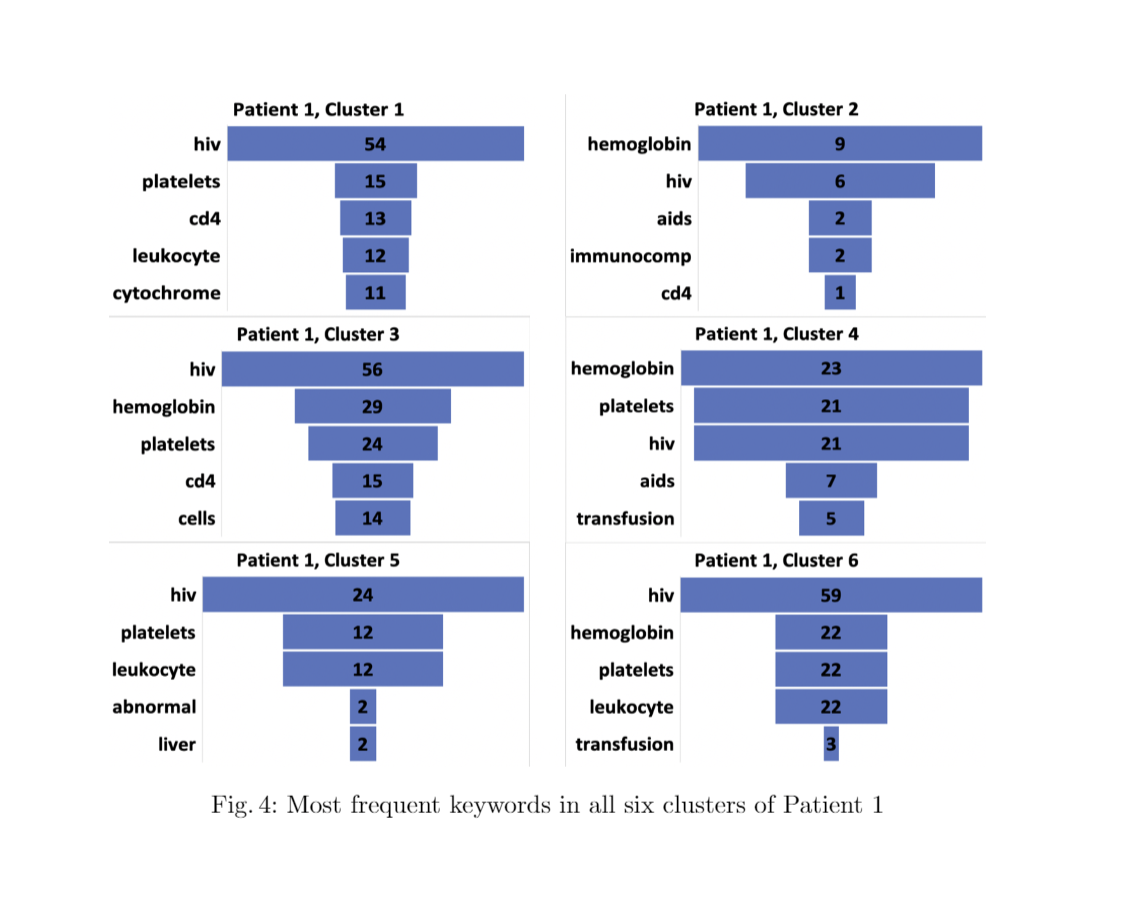 Patient 1, Cluster 1
hiv 54
platelets 15
cd4 13
leukocyte 12
cytochrome 11
Patient 1, Cluster 2
hemoglobin 9
hiv 6
aids 2
immunocomp 2
cd4 1
Patient 1, Cluster 3
hiv 56
hemoglobin 29
platelets 24
cd4 15
cells 14
Patient 1, Cluster 4
hemoglobin 23
platelets 21
hiv 21
aids 7
transfusion 5
Patient 1, Cluster 5
hiv 24
platelets 12
leukocyte 12
abnormal 2
liver 2
Patient 1, Cluster 6
hiv 59
hemoglobin 22
platelets 22
leukocyte 22
transfusion 3
Fig. 4: Most frequent keywords in all six clusters of Patient 1